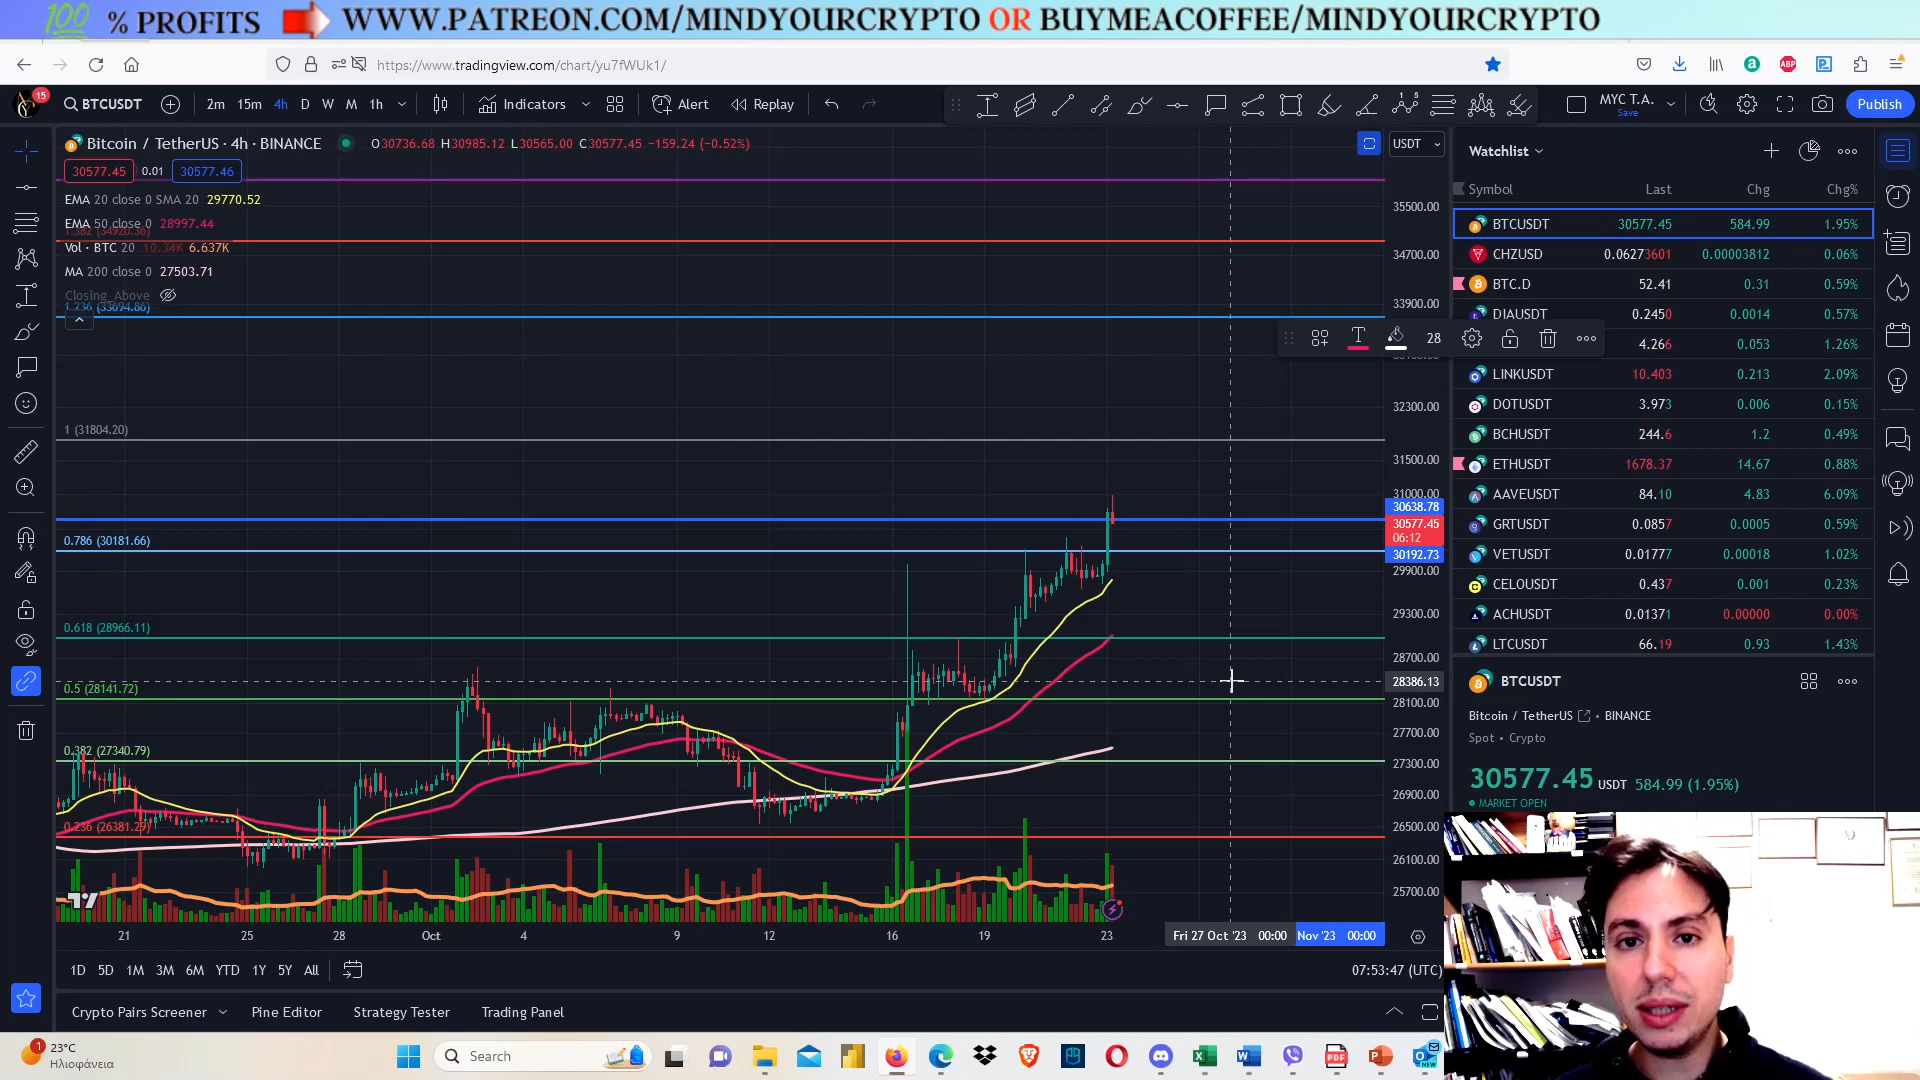 💯 % PROFITS ➡ WWW.PATREON.COM/MINDYOURCRYPTO OR BUYMEACOFFEE/MINDYOURCRYPTO
https://www.tradingview.com/chart/yu7fWUk1/
15 BTCUSDT 2m 15m 4h D W M 1h Indicators Alert Replay MYC T.A. Save Publish
Bitcoin / TetherUS · 4h · BINANCE O30736.68 H30985.12 L30565.00 C30577.45 −159.24 (−0.52%) USDT
30577.45 0.01 30577.46
EMA 20 close 0 SMA 20 29770.52
EMA 50 close 0 28997.44
1.382 (34920.36)
Vol · BTC 20 10.34K 6.637K
MA 200 close 0 27503.71
Closing_Above
1.236 (33694.86)
28
1 (31804.20)
0.786 (30181.66)
0.618 (28966.11)
0.5 (28141.72)
0.382 (27340.79)
0.236 (26381.29)
35500.00
34700.00
33900.00
32300.00
31500.00
31000.00
30638.78
30577.45
06:12
30192.73
29900.00
29300.00
28700.00
28386.13
28100.00
27700.00
27300.00
26900.00
26500.00
26100.00
25700.00
21 25 28 Oct 4 9 12 16 19 23 Fri 27 Oct '23 00:00 Nov '23 00:00
1D 5D 1M 3M 6M YTD 1Y 5Y All 07:53:47 (UTC)
Crypto Pairs Screener Pine Editor Strategy Tester Trading Panel
Watchlist
Symbol Last Chg Chg%
BTCUSDT 30577.45 584.99 1.95%
CHZUSD 0.06273601 0.00003812 0.06%
BTC.D 52.41 0.31 0.59%
DIAUSDT 0.2450 0.0014 0.57%
4.266 0.053 1.26%
LINKUSDT 10.403 0.213 2.09%
DOTUSDT 3.973 0.006 0.15%
BCHUSDT 244.6 1.2 0.49%
ETHUSDT 1678.37 14.67 0.88%
AAVEUSDT 84.10 4.83 6.09%
GRTUSDT 0.0857 0.0005 0.59%
VETUSDT 0.01777 0.00018 1.02%
CELOUSDT 0.437 0.001 0.23%
ACHUSDT 0.01371 0.00000 0.00%
LTCUSDT 66.19 0.93 1.43%
BTCUSDT
Bitcoin / TetherUS • BINANCE
Spot • Crypto
30577.45 USDT 584.99 (1.95%)
MARKET OPEN
1 23°C
Ηλιοφάνεια
Search